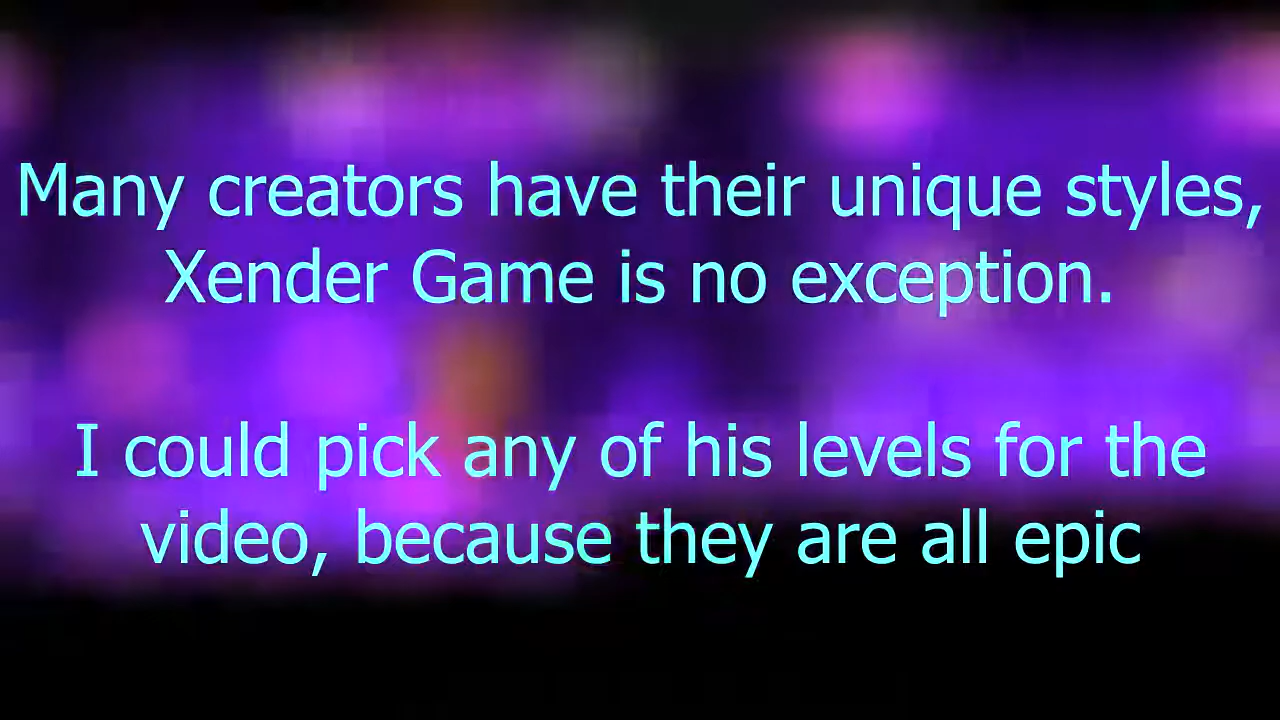 Many creators have their unique styles,
Xender Game is no exception.
I could pick any of his levels for the
video, because they are all epic